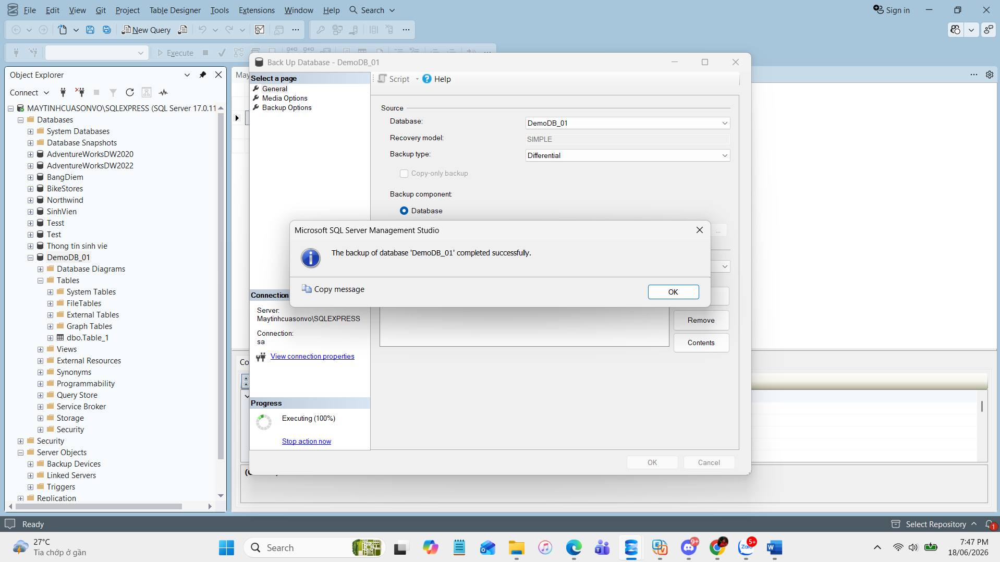 File Edit View Git Project Table Designer Tools Extensions Window Help Search Sign in
New Query
Execute
Object Explorer
Connect
MAYTINHCUASONVO\SQLEXPRESS (SQL Server 17.0.11
Databases
System Databases
Database Snapshots
AdventureWorksDW2020
AdventureWorksDW2022
BangDiem
BikeStores
Northwind
SinhVien
Tesst
Test
Thong tin sinh vie
DemoDB_01
Database Diagrams
Tables
System Tables
FileTables
External Tables
Graph Tables
dbo.Table_1
Views
External Resources
Synonyms
Programmability
Query Store
Service Broker
Storage
Security
Security
Server Objects
Backup Devices
Linked Servers
Triggers
Replication
May
Co
Back Up Database - DemoDB_01
Select a page
General
Media Options
Backup Options
Script Help
Source
Database: DemoDB_01
Recovery model: SIMPLE
Backup type: Differential
Copy-only backup
Backup component:
Database
...
Microsoft SQL Server Management Studio
The backup of database 'DemoDB_01' completed successfully.
Copy message
OK
Remove
Contents
Connection
Server:
Maytinhcuasonvo\SQLEXPRESS
Connection:
sa
View connection properties
Progress
Executing (100%)
Stop action now
OK Cancel
Ready
Select Repository
1
27°C
Tia chớp ở gần
Search
9+
Zalo
5+
7:47 PM
18/06/2026